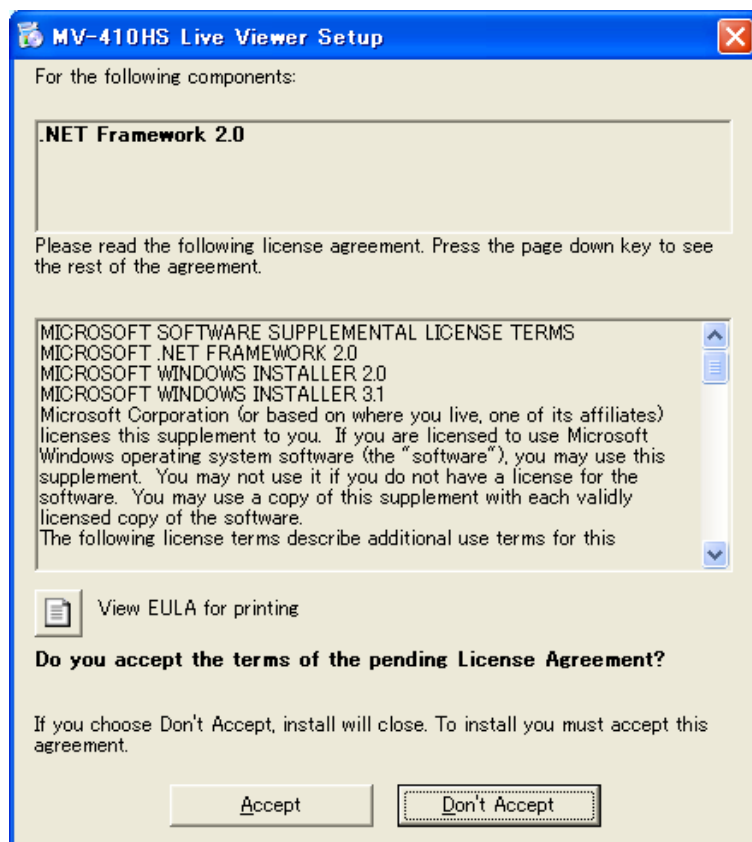 MV-410HS Live Viewer Setup
For the following components:
.NET Framework 2.0
Please read the following license agreement. Press the page down key to see
the rest of the agreement.
MICROSOFT SOFTWARE SUPPLEMENTAL LICENSE TERMS
MICROSOFT .NET FRAMEWORK 2.0
MICROSOFT WINDOWS INSTALLER 2.0
MICROSOFT WINDOWS INSTALLER 3.1
Microsoft Corporation (or based on where you live, one of its affiliates)
licenses this supplement to you.  If you are licensed to use Microsoft
Windows operating system software (the "software"), you may use this
supplement.  You may not use it if you do not have a license for the
software.  You may use a copy of this supplement with each validly
licensed copy of the software.
The following license terms describe additional use terms for this
View EULA for printing
Do you accept the terms of the pending License Agreement?
If you choose Don't Accept, install will close. To install you must accept this
agreement.
Accept
Don't Accept